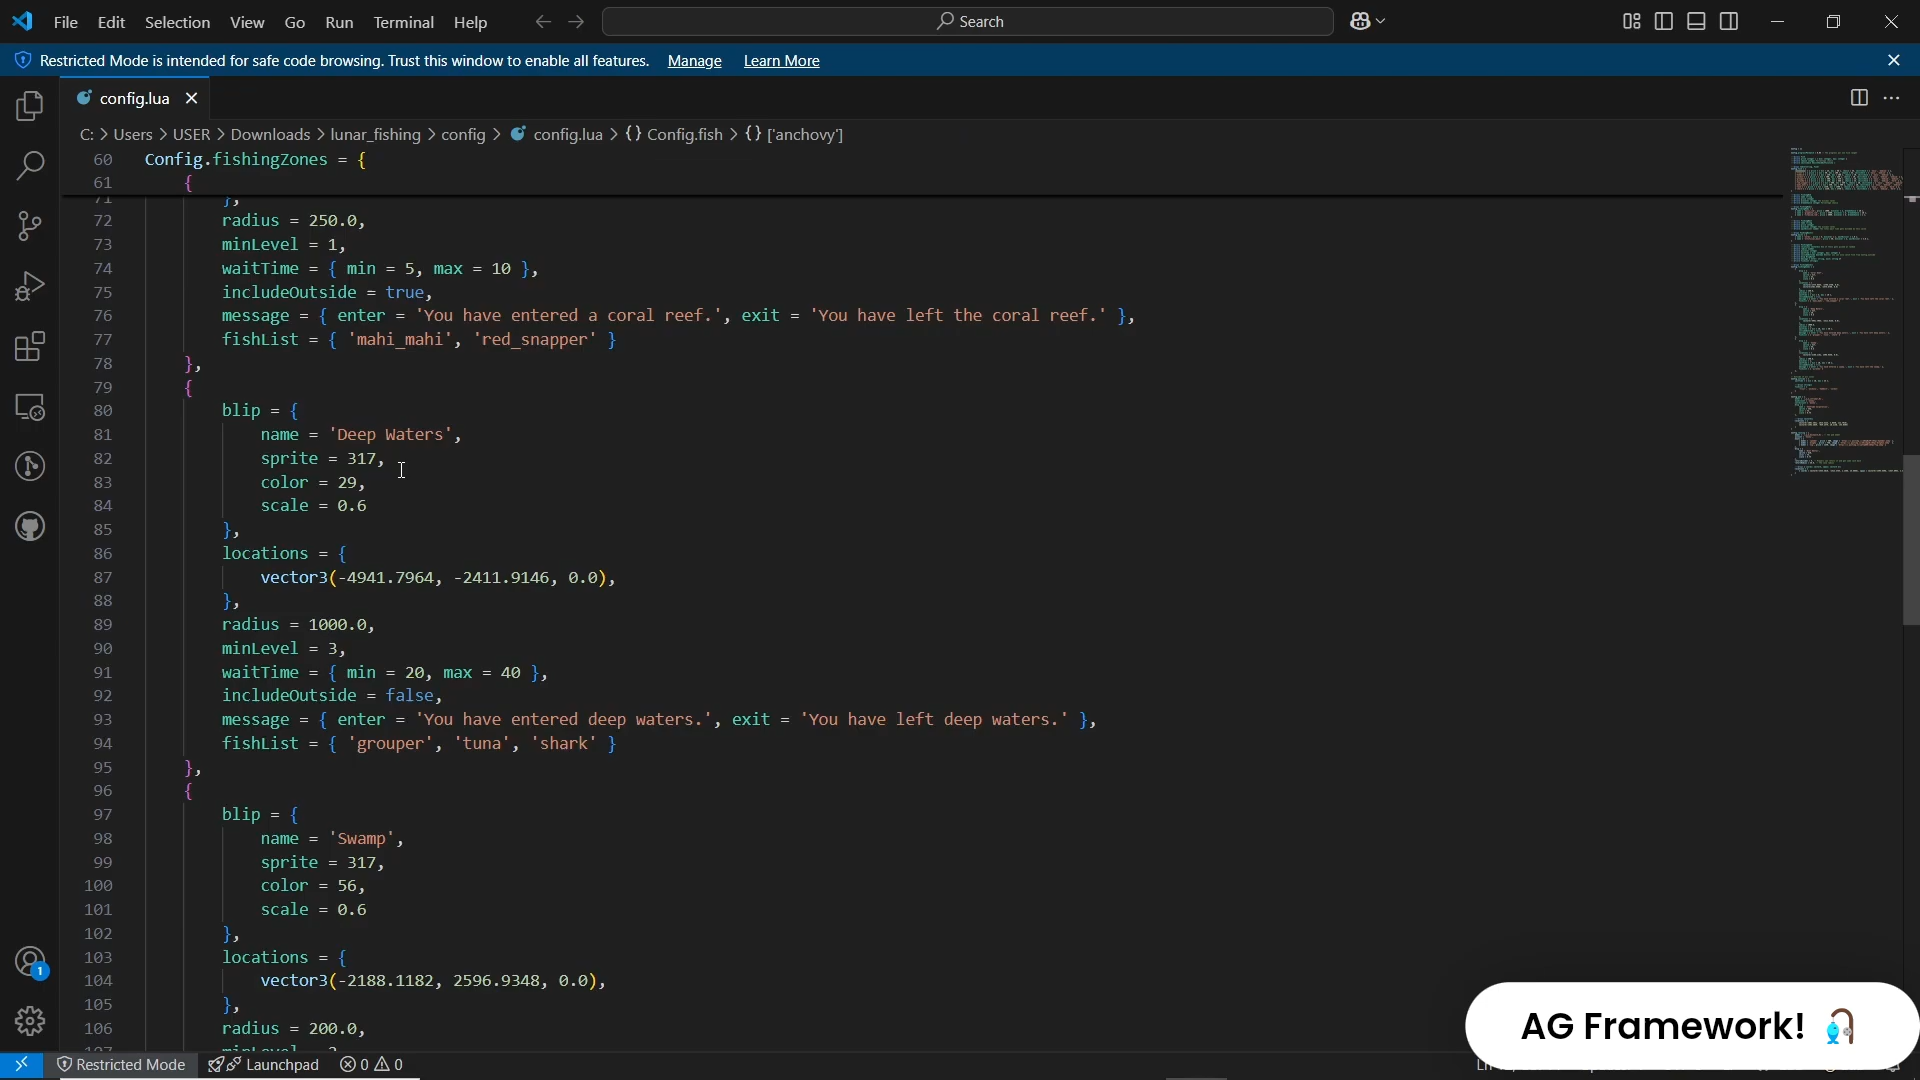 File Edit Selection View Go Run Terminal Help
Search
Restricted Mode is intended for safe code browsing. Trust this window to enable all features. Manage Learn More
config.lua
C: > Users > USER > Downloads > lunar_fishing > config > config.lua > {} Config.fish > {} ['anchovy']
60 Config.fishingZones = {
61 {
71 },
72 radius = 250.0,
73 minLevel = 1,
74 waitTime = { min = 5, max = 10 },
75 includeOutside = true,
76 message = { enter = 'You have entered a coral reef.', exit = 'You have left the coral reef.' },
77 fishList = { 'mahi_mahi', 'red_snapper' }
78 },
79 {
80 blip = {
81 name = 'Deep Waters',
82 sprite = 317,
83 color = 29,
84 scale = 0.6
85 },
86 locations = {
87 vector3(-4941.7964, -2411.9146, 0.0),
88 },
89 radius = 1000.0,
90 minLevel = 3,
91 waitTime = { min = 20, max = 40 },
92 includeOutside = false,
93 message = { enter = 'You have entered deep waters.', exit = 'You have left deep waters.' },
94 fishList = { 'grouper', 'tuna', 'shark' }
95 },
96 {
97 blip = {
98 name = 'Swamp',
99 sprite = 317,
100 color = 56,
101 scale = 0.6
102 },
103 locations = {
104 vector3(-2188.1182, 2596.9348, 0.0),
105 },
106 radius = 200.0,
1
AG Framework!
Restricted Mode Launchpad 0 0